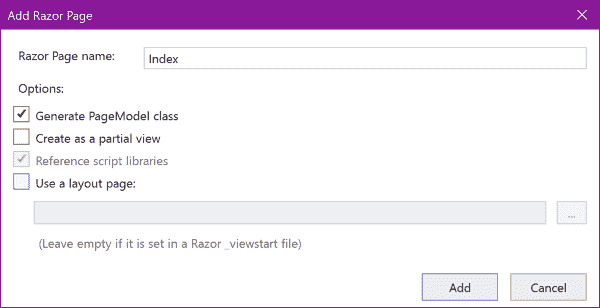 Add Razor Page
Razor Page name: Index
Options:
Generate PageModel class
Create as a partial view
Reference script libraries
Use a layout page:
...
(Leave empty if it is set in a Razor _viewstart file)
Add Cancel